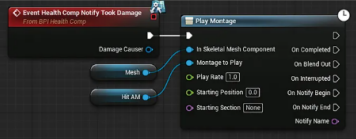 Event Health Comp Notify Took Damage
From BPI Health Comp
Damage Causer
Mesh
Hit AM
Play Montage
In Skeletal Mesh Component
On Completed
Montage to Play
On Blend Out
Play Rate 1.0
On Interrupted
Starting Position 0.0
On Notify Begin
Starting Section None
On Notify End
Notify Name